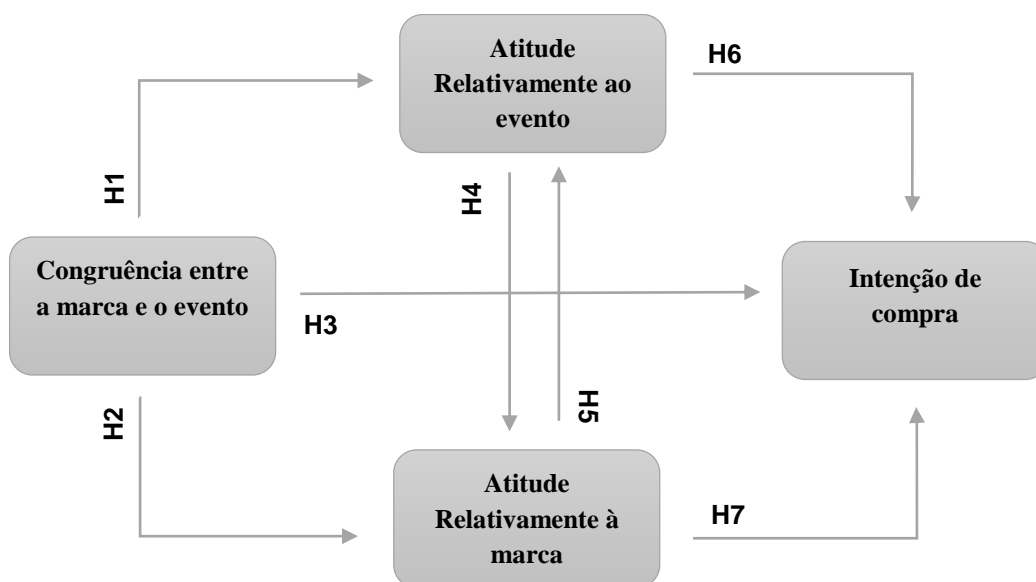 Atitude
Relativamente ao
evento
H6
H1
H4
Congruência entre
a marca e o evento
Intenção de
compra
H3
H2
H5
Atitude
Relativamente à
marca
H7